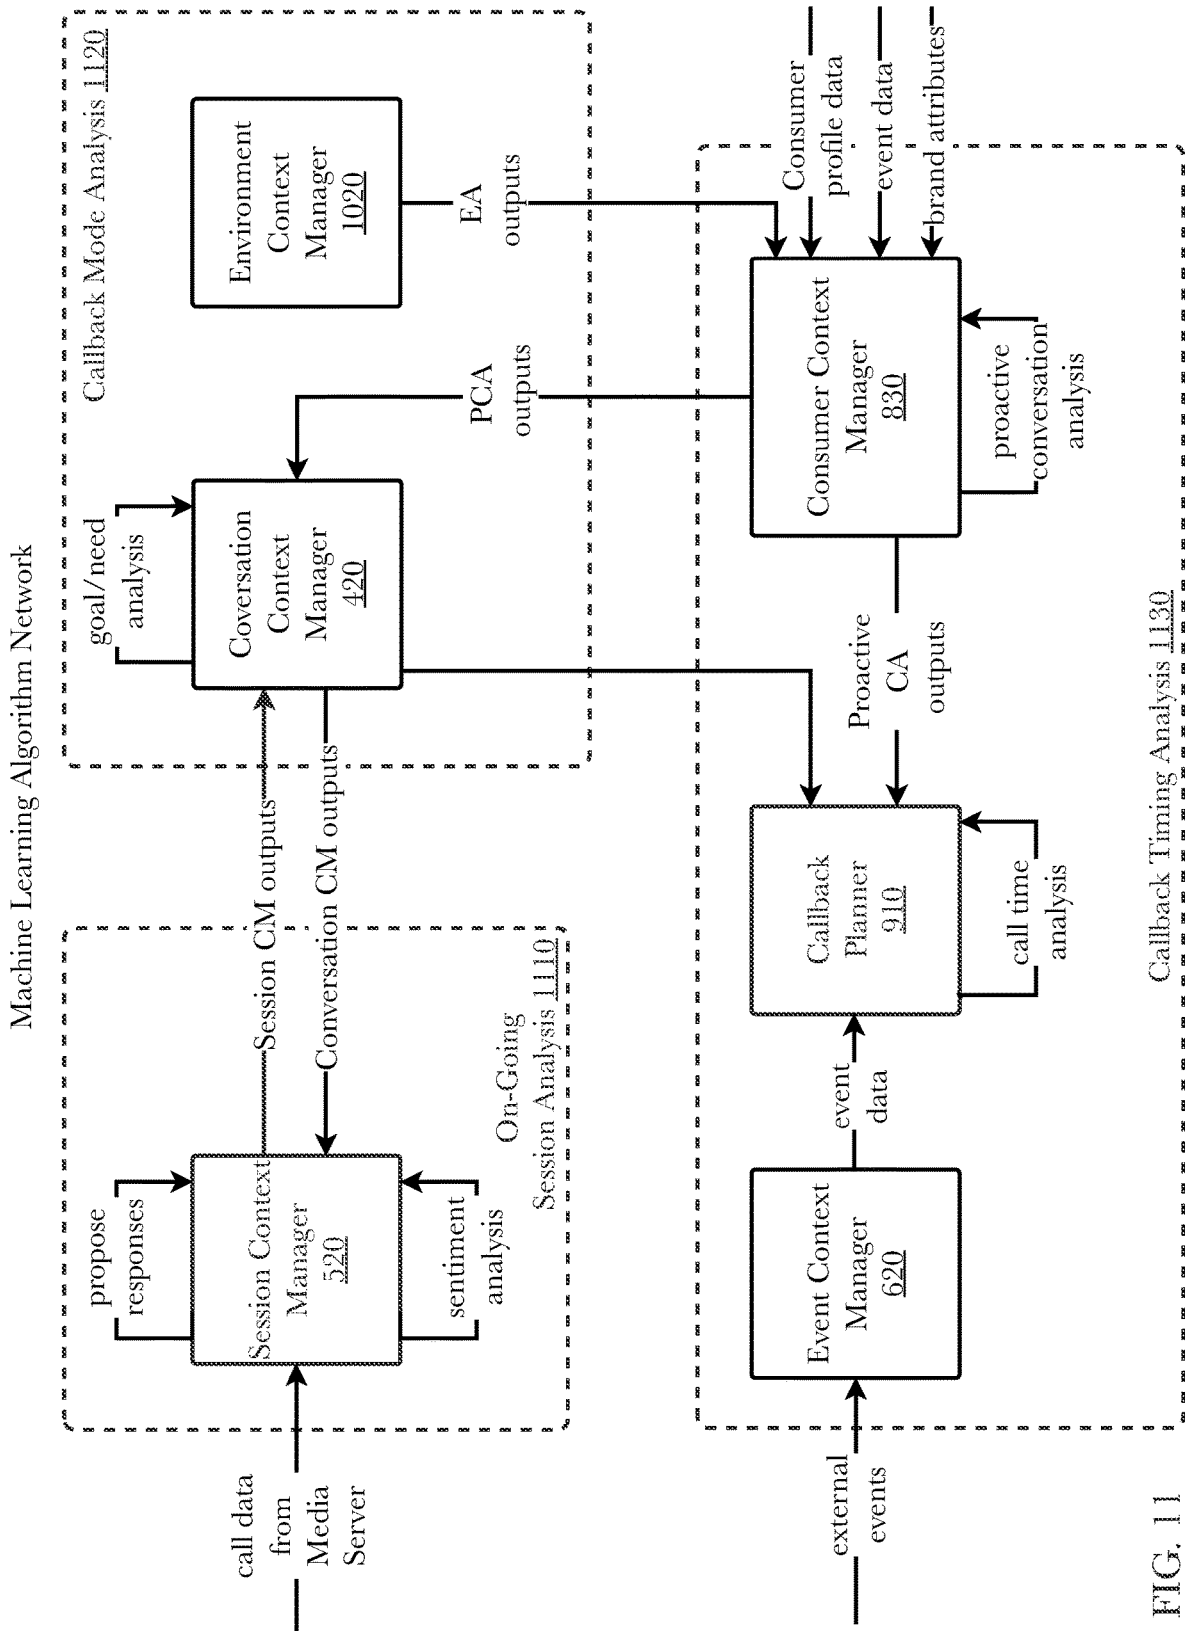 Machine Learning Algorithm Network
call data
from
Media
Server
propose
responses
Session Context
Manager
520
sentiment
analysis
On-Going
Session Analysis 1110
Session CM outputs
Conversation CM outputs
goal/need
analysis
Coversation
Context
Manager
420
Callback Mode Analysis 1120
Environment
Context
Manager
1020
PCA
outputs
EA
outputs
external
events
Event Context
Manager
620
event
data
Callback
Planner
910
call time
analysis
Proactive
CA
outputs
Consumer Context
Manager
830
proactive
conversation
analysis
Consumer
profile data
event data
brand attributes
Callback Timing Analysis 1130
FIG. 11